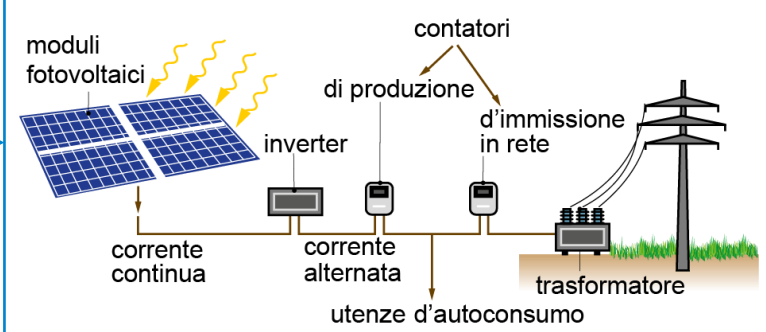 contatori
moduli
fotovoltaici
di produzione
d'immissione
in rete
inverter
corrente
continua
corrente
alternata
trasformatore
utenze d'autoconsumo